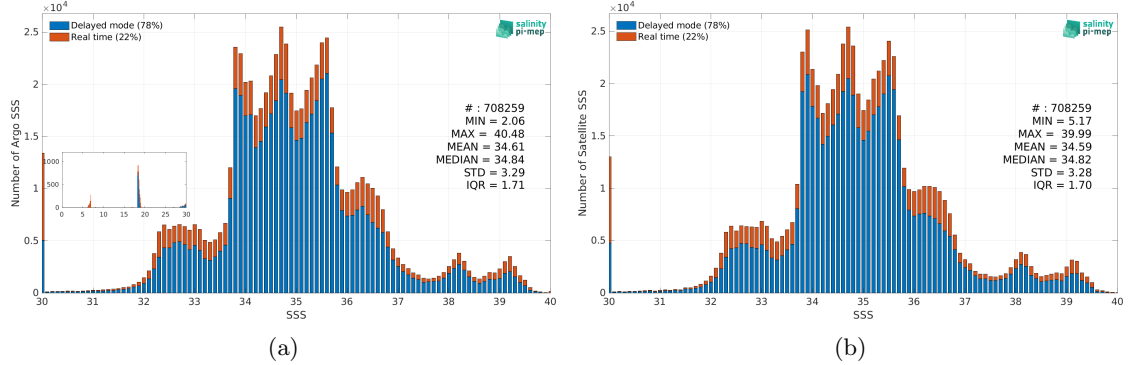 ×10⁴
Delayed mode (78%)
Real time (22%)
salinity
pi-mep
2.5
2
1.5
1
0.5
0
Number of Argo SSS
# : 708259
MIN = 2.06
MAX = 40.48
MEAN = 34.61
MEDIAN = 34.84
STD = 3.29
IQR = 1.71
1000
500
0
0 5 10 15 20 25 30
30 31 32 33 34 35 36 37 38 39 40
SSS
(a)
×10⁴
Delayed mode (78%)
Real time (22%)
salinity
pi-mep
2.5
2
1.5
1
0.5
0
Number of Satellite SSS
# : 708259
MIN = 5.17
MAX = 39.99
MEAN = 34.59
MEDIAN = 34.82
STD = 3.28
IQR = 1.70
30 31 32 33 34 35 36 37 38 39 40
SSS
(b)